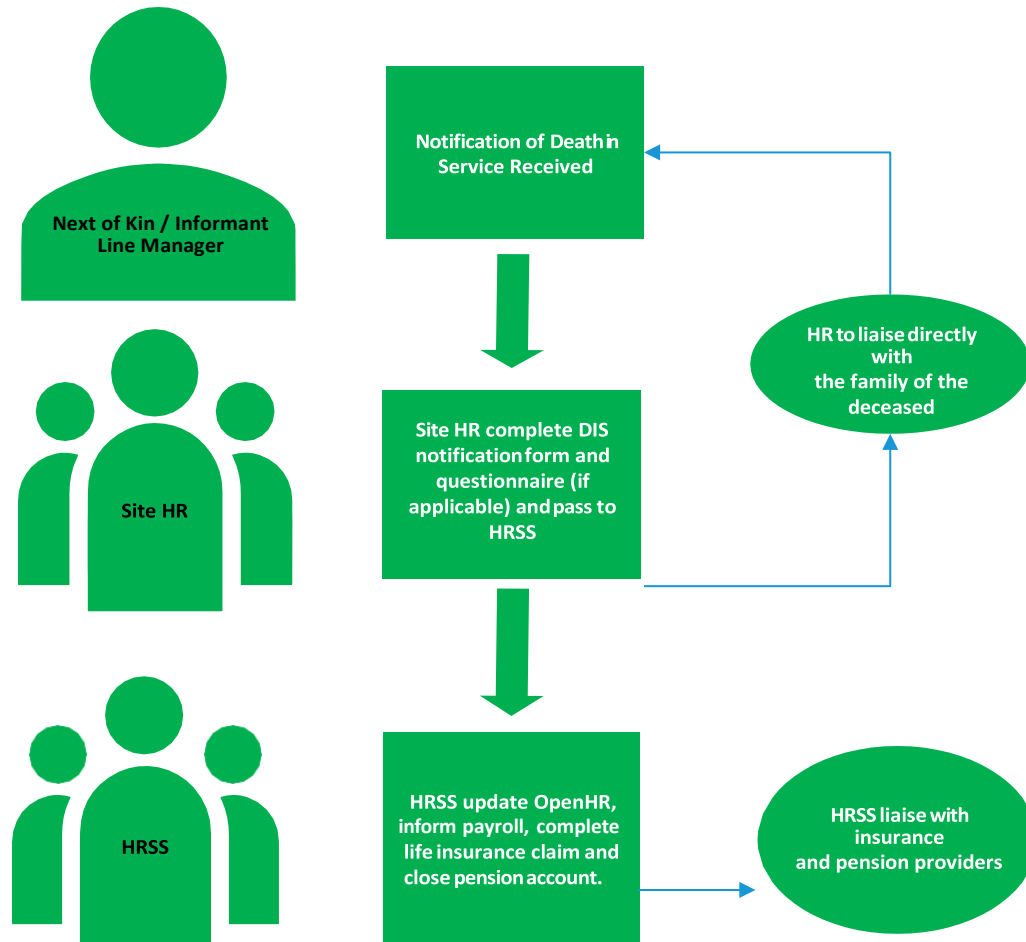 Next of Kin / Informant
Line Manager
Notification of Death in
Service Received
HR to liaise directly
with
the family of the
deceased
Site HR
Site HR complete DIS
notification form and
questionnaire (if
applicable) and pass to
HRSS
HRSS
HRSS update OpenHR,
inform payroll, complete
life insurance claim and
close pension account.
HRSS liaise with
insurance
and pension providers